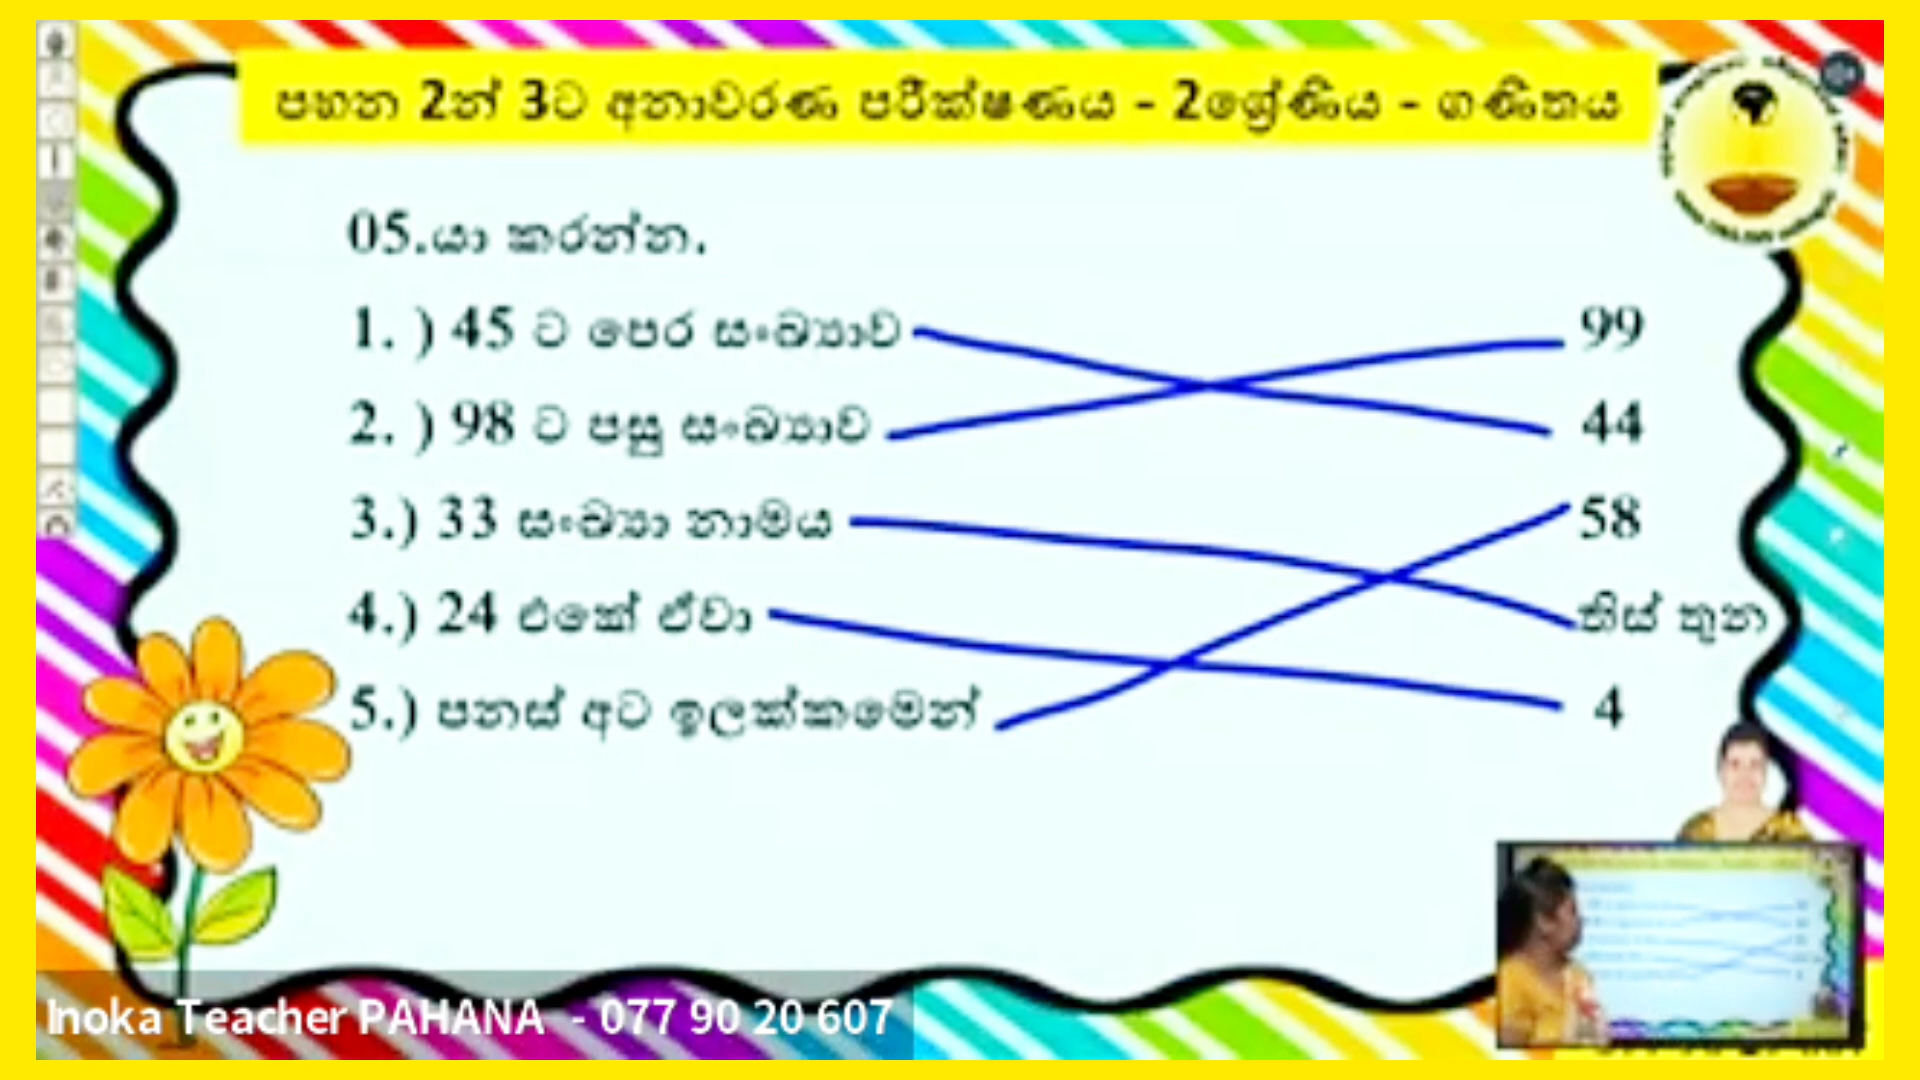 පහන 2න් 3ට අනාවරණ පරීක්ෂණය - 2ශ්‍රේණිය - ගණිතය
05.යා කරන්න.
1. ) 45 ට පෙර සංඛ්‍යාව 99
2. ) 98 ට පසු සංඛ්‍යාව 44
3.) 33 සංඛ්‍යා නාමය 58
4.) 24 එකේ ඒවා තිස් තුන
5.) පනස් අට ඉලක්කමෙන් 4
Inoka Teacher PAHANA - 077 90 20 607